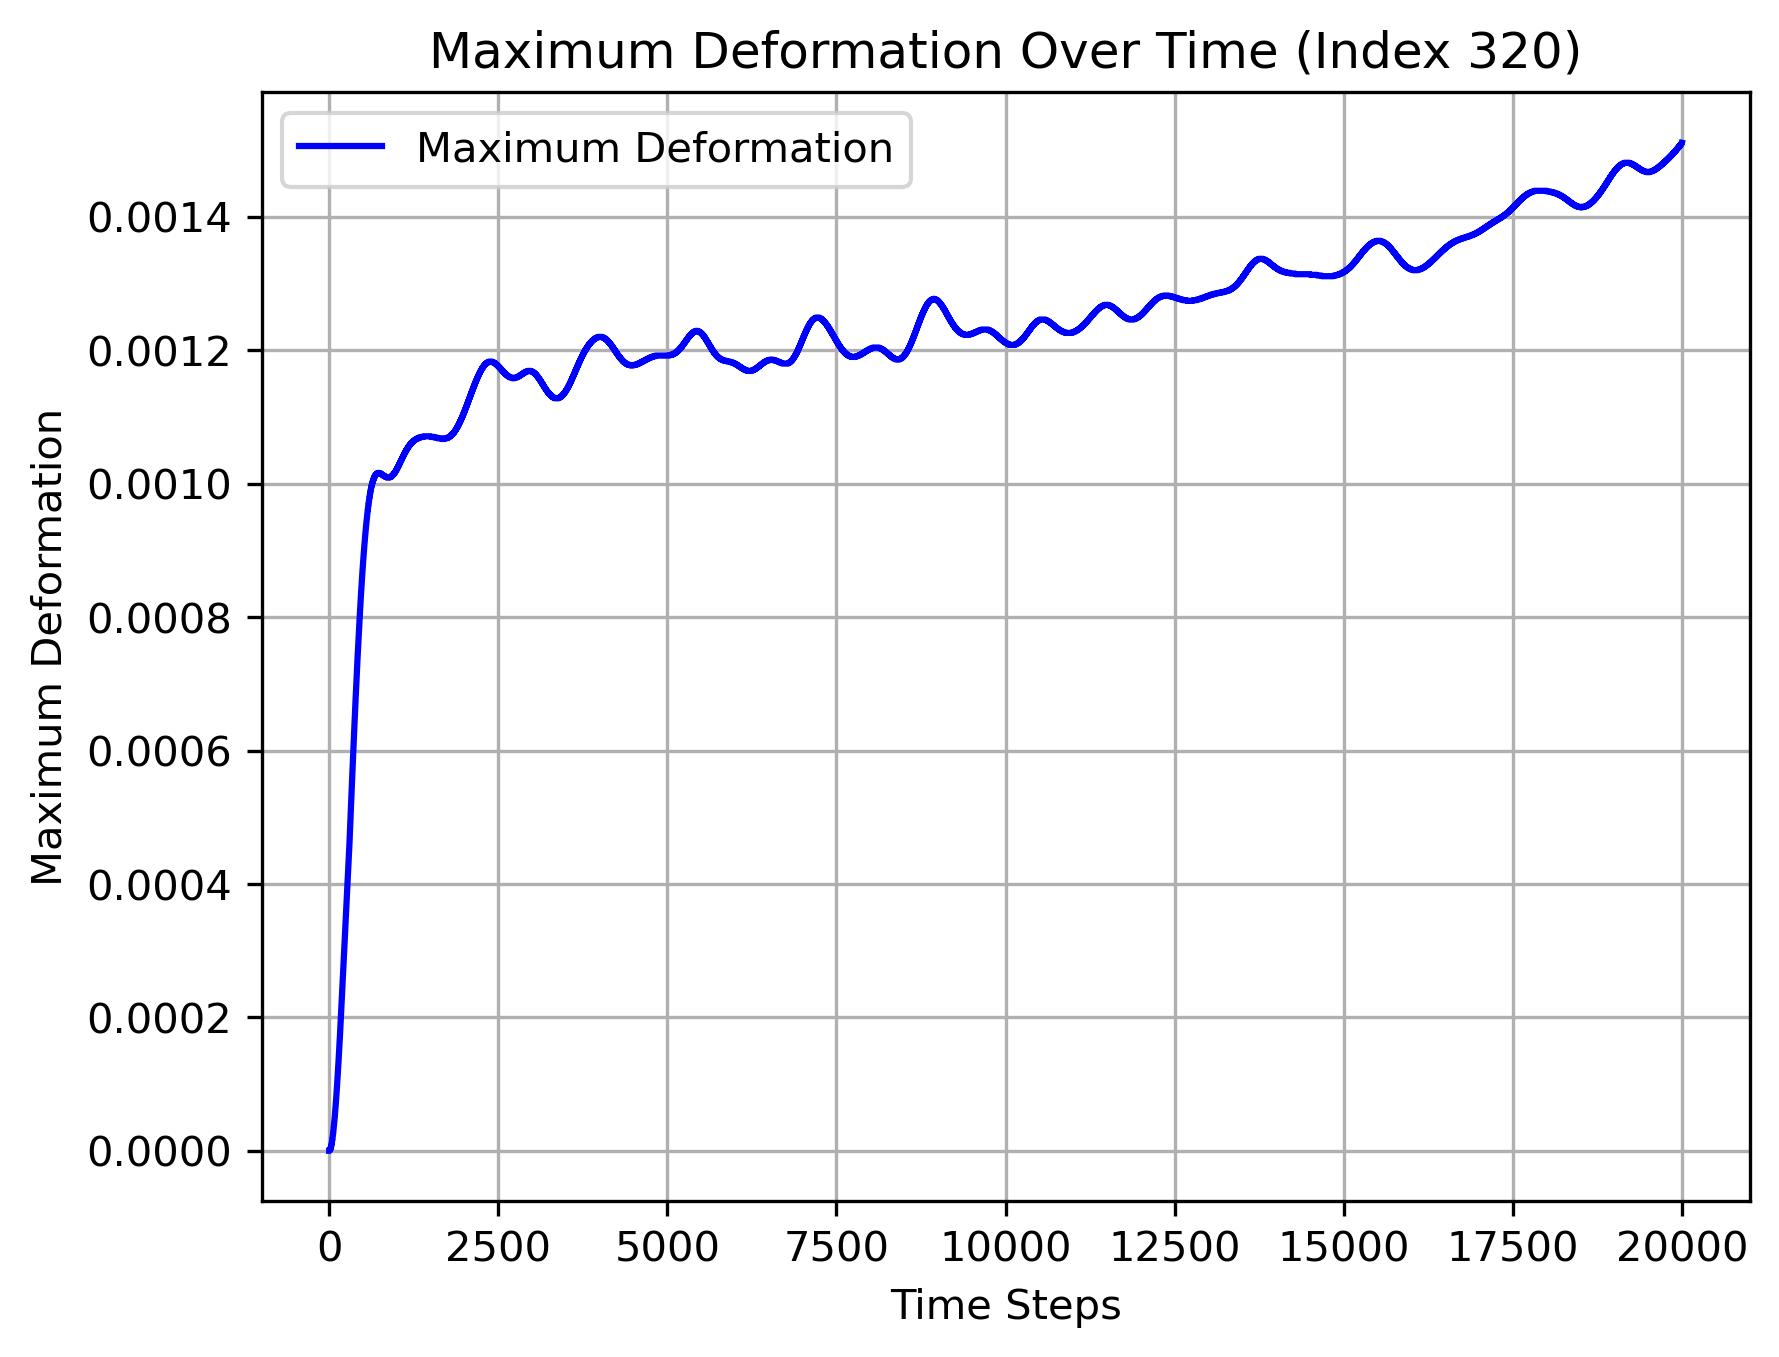 Maximum Deformation Over Time (Index 320)
Maximum Deformation
0.0014
0.0012
0.0010
0.0008
0.0006
0.0004
0.0002
0.0000
Maximum Deformation
0 2500 5000 7500 10000 12500 15000 17500 20000
Time Steps